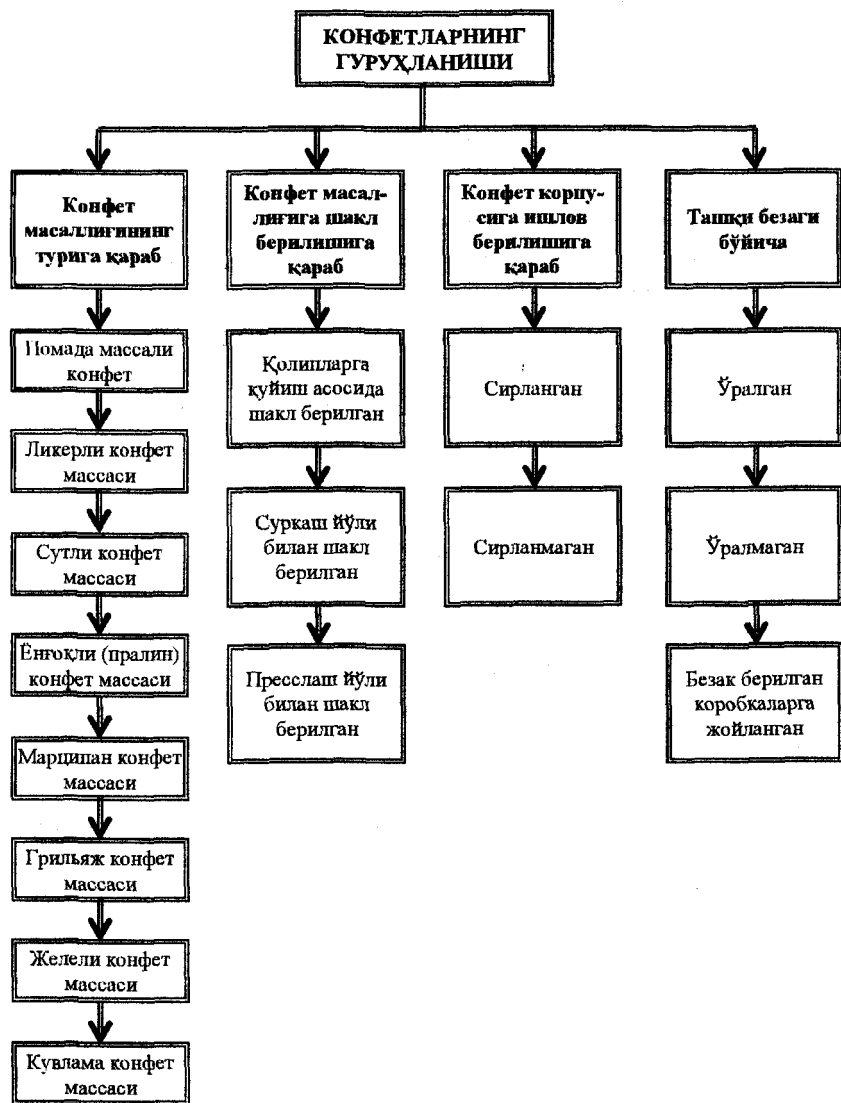 КОНФЕТЛАРНИНГ
ГУРУҲЛАНИШИ
Конфет
масаллиғининг
турига қараб
Помада массали
конфет
Ликерли конфет
массаси
Сутли конфет
массаси
Ёнғоқли (пралин)
конфет массаси
Марципан конфет
массаси
Грильяж конфет
массаси
Желели конфет
массаси
Кувлама конфет
массаси
Конфет масал-
лиғига шакл
берилишига
қараб
Қолипларга
қуйиш асосида
шакл берилган
Суркаш йўли
билан шакл
берилган
Пресслаш йўли
билан шакл
берилган
Конфет корпу-
сига ишлов
берилишига
қараб
Сирланган
Сирланмаган
Ташқи безаги
бўйича
Ўралган
Ўралмаган
Безак берилган
коробкаларга
жойланган